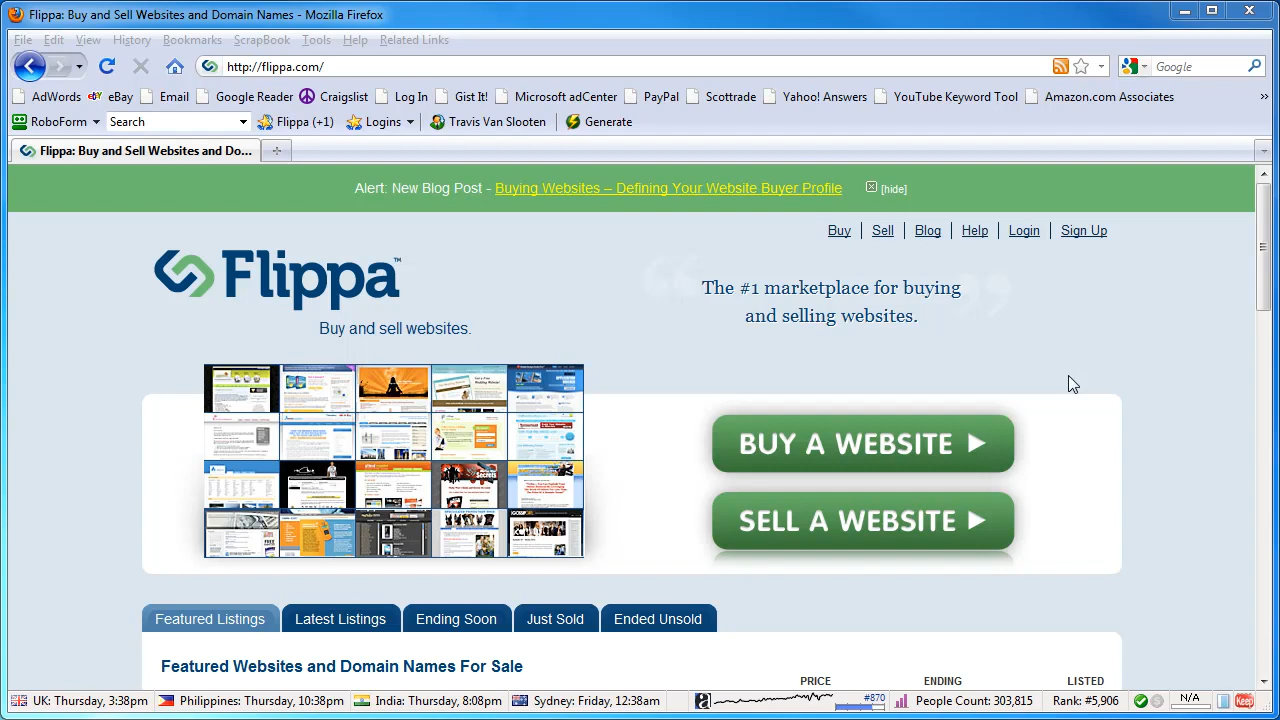 Flippa: Buy and Sell Websites and Domain Names - Mozilla Firefox
File Edit View History Bookmarks ScrapBook Tools Help Related Links
http://flippa.com/ Google
AdWords eBay Email Google Reader Craigslist Log In Gist It! Microsoft adCenter PayPal Scottrade Yahoo! Answers YouTube Keyword Tool Amazon.com Associates »
RoboForm Search Flippa (+1) Logins Travis Van Slooten Generate
Flippa: Buy and Sell Websites and Do...
Alert: New Blog Post - Buying Websites – Defining Your Website Buyer Profile [hide]
Buy Sell Blog Help Login Sign Up
Flippa™
Buy and sell websites.
The #1 marketplace for buying
and selling websites.
BUY A WEBSITE
SELL A WEBSITE
Featured Listings Latest Listings Ending Soon Just Sold Ended Unsold
Featured Websites and Domain Names For Sale
PRICE ENDING LISTED
UK: Thursday, 3:38pm Philippines: Thursday, 10:38pm India: Thursday, 8:08pm Sydney: Friday, 12:38am #870 People Count: 303,815 Rank: #5,906 N/A Keep